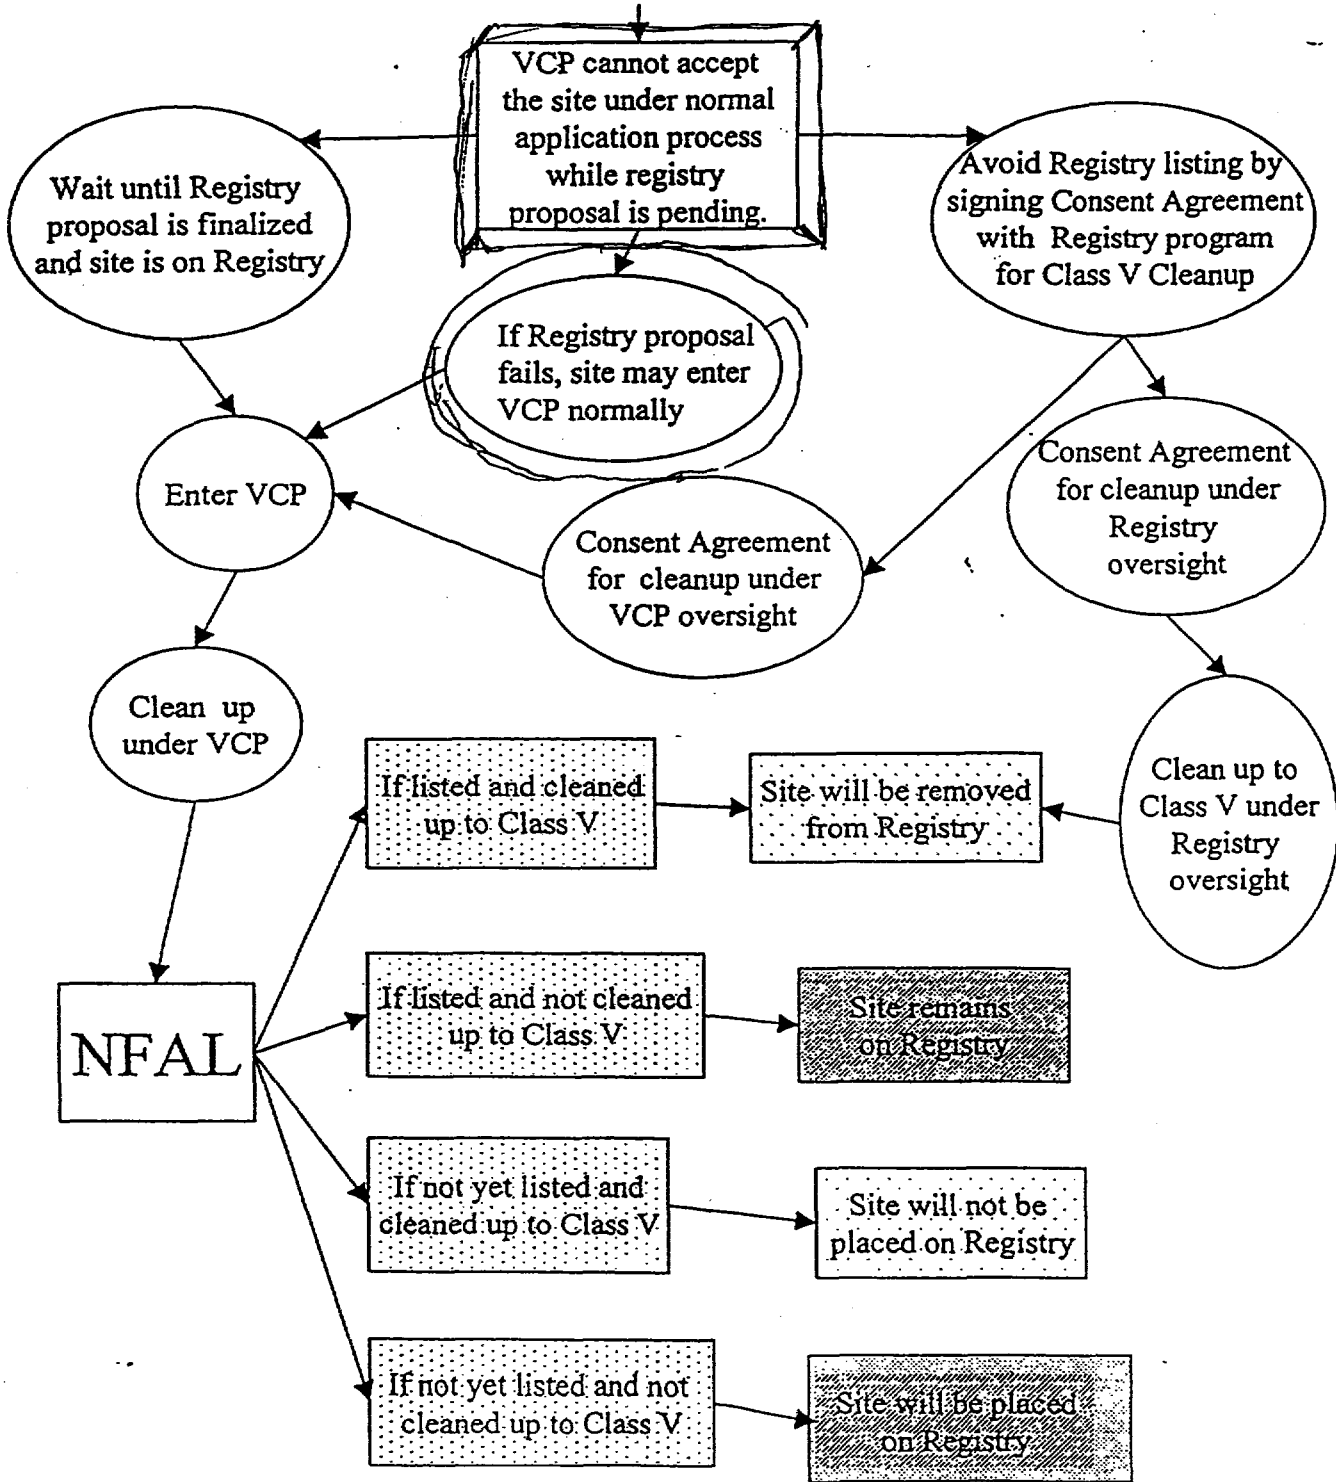 VCP cannot accept
the site under normal
application process
while registry
proposal is pending.
Wait until Registry
proposal is finalized
and site is on Registry
Avoid Registry listing by
signing Consent Agreement
with Registry program
for Class V Cleanup
If Registry proposal
fails, site may enter
VCP normally
Enter VCP
Consent Agreement
for cleanup under
VCP oversight
Consent Agreement
for cleanup under
Registry
oversight
Clean up
under VCP
If listed and cleaned
up to Class V
Site will be removed
from Registry
Clean up to
Class V under
Registry
oversight
NFAL
If listed and not cleaned
up to Class V
Site remains
on Registry
If not yet listed and
cleaned up to Class V
Site will not be
placed on Registry
If not yet listed and not
cleaned up to Class V
Site will be placed
on Registry